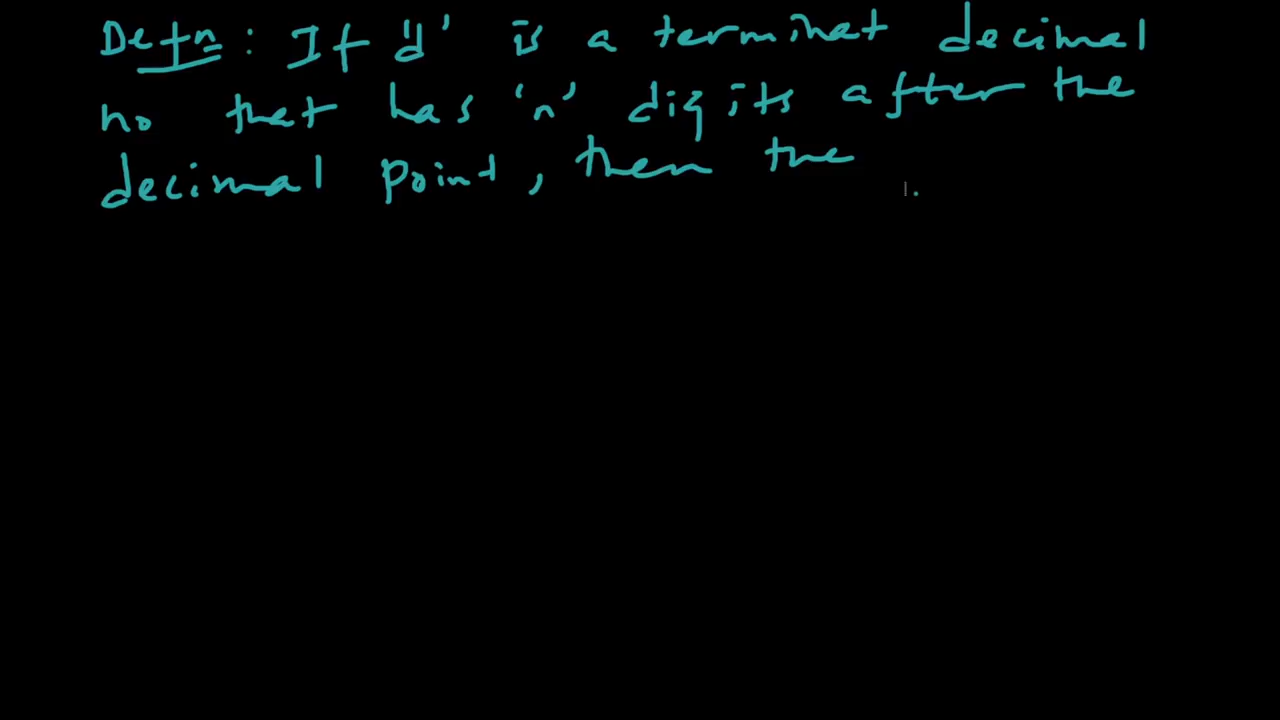 Defn : If 'd' is a terminat decimal
no that has 'n' digits after the
decimal point, then the